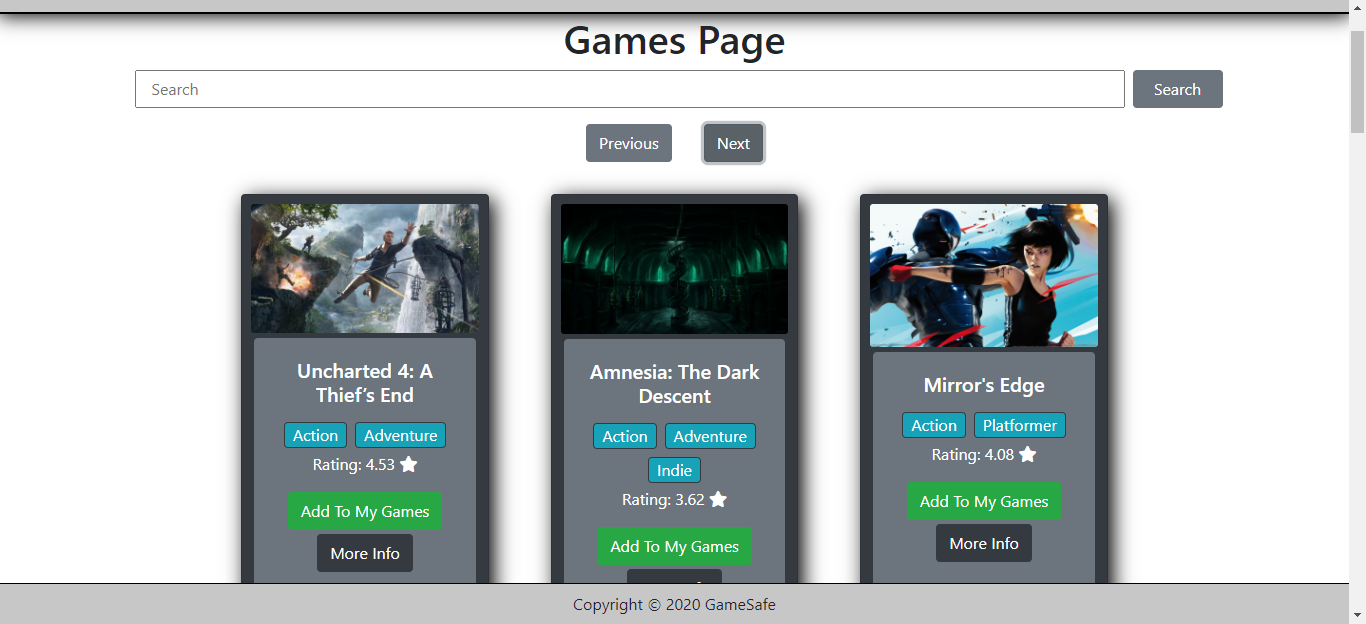 Games Page
Search
Search
Previous
Next
Uncharted 4: A
Thief’s End
Action
Adventure
Rating: 4.53
Add To My Games
More Info
Amnesia: The Dark
Descent
Action
Adventure
Indie
Rating: 3.62
Add To My Games
Mirror's Edge
Action
Platformer
Rating: 4.08
Add To My Games
More Info
Copyright © 2020 GameSafe